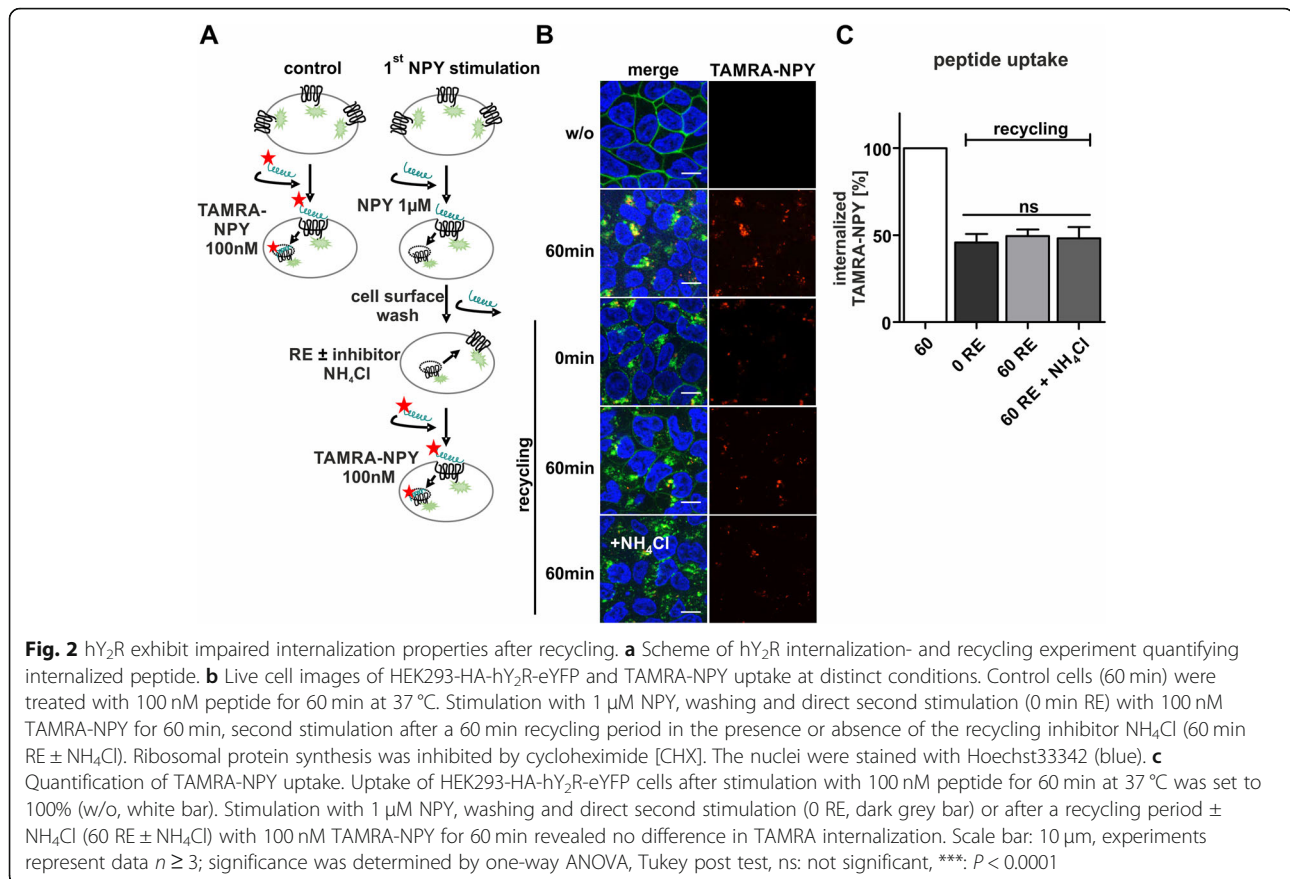 A
control
1st NPY stimulation
TAMRA-
NPY
100nM
NPY 1µM
cell surface
wash
RE ± inhibitor
NH₄Cl
TAMRA-NPY
100nM
recycling
B
merge
TAMRA-NPY
w/o
60min
0min
60min
+NH₄Cl
60min
C
peptide uptake
internalized
TAMRA-NPY [%]
100
50
0
recycling
ns
60
0 RE
60 RE
60 RE + NH₄Cl
Fig. 2 hY₂R exhibit impaired internalization properties after recycling. a Scheme of hY₂R internalization- and recycling experiment quantifying
internalized peptide. b Live cell images of HEK293-HA-hY₂R-eYFP and TAMRA-NPY uptake at distinct conditions. Control cells (60 min) were
treated with 100 nM peptide for 60 min at 37 °C. Stimulation with 1 µM NPY, washing and direct second stimulation (0 min RE) with 100 nM
TAMRA-NPY for 60 min, second stimulation after a 60 min recycling period in the presence or absence of the recycling inhibitor NH₄Cl (60 min
RE ± NH₄Cl). Ribosomal protein synthesis was inhibited by cycloheximide [CHX]. The nuclei were stained with Hoechst33342 (blue). c
Quantification of TAMRA-NPY uptake. Uptake of HEK293-HA-hY₂R-eYFP cells after stimulation with 100 nM peptide for 60 min at 37 °C was set to
100% (w/o, white bar). Stimulation with 1 µM NPY, washing and direct second stimulation (0 RE, dark grey bar) or after a recycling period ±
NH₄Cl (60 RE ± NH₄Cl) with 100 nM TAMRA-NPY for 60 min revealed no difference in TAMRA internalization. Scale bar: 10 µm, experiments
represent data n ≥ 3; significance was determined by one-way ANOVA, Tukey post test, ns: not significant, ***: P < 0.0001